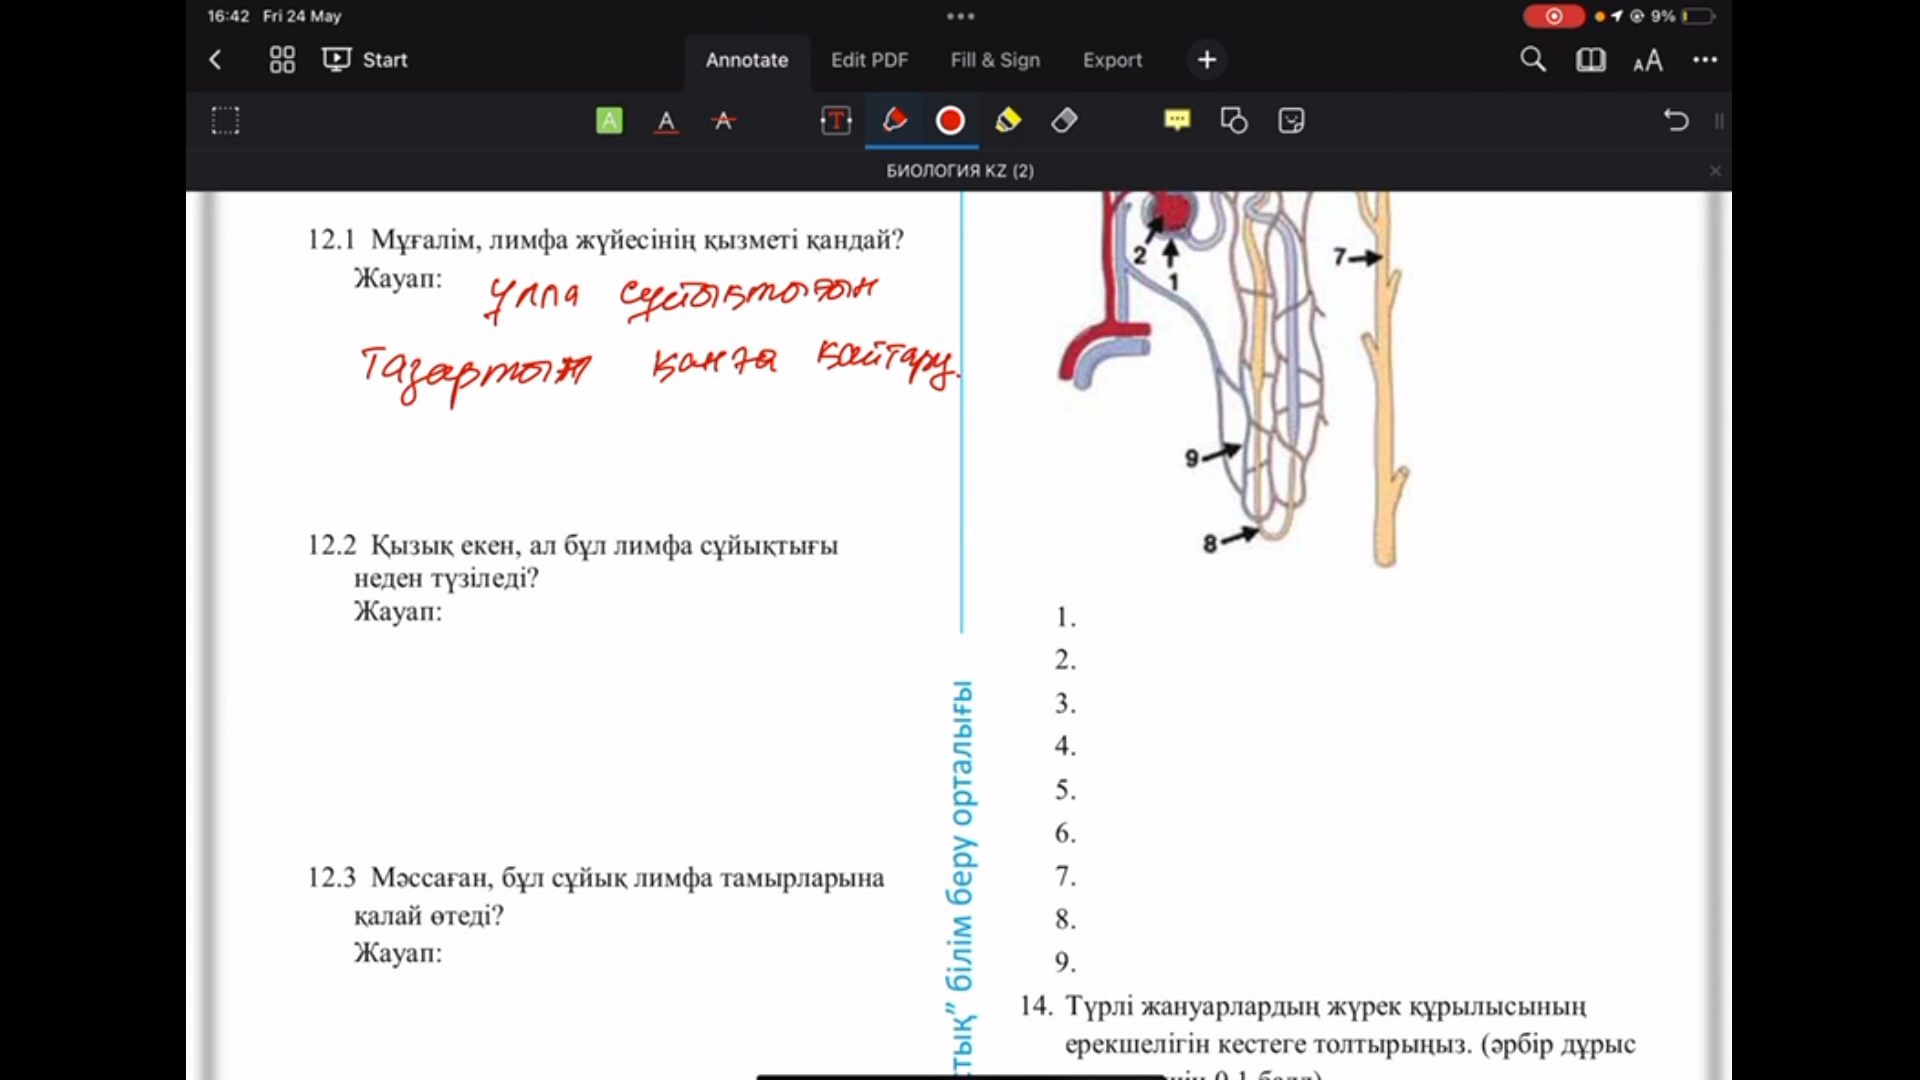 16:42 Fri 24 May
9%
Start
Annotate
Edit PDF
Fill & Sign
Export
БИОЛОГИЯ KZ (2)
12.1 Мұғалім, лимфа жүйесінің қызметі қандай?
Жауап: Ұлпа сұйықтығын
тазартып қанға қайтару.
12.2 Қызық екен, ал бұл лимфа сұйықтығы
неден түзіледі?
Жауап:
12.3 Мәссаған, бұл сұйық лимфа тамырларына
қалай өтеді?
Жауап:
тық” білім беру орталығы
2
1
7
9
8
1.
2.
3.
4.
5.
6.
7.
8.
9.
14. Түрлі жануарлардың жүрек құрылысының
ерекшелігін кестеге толтырыңыз. (әрбір дұрыс